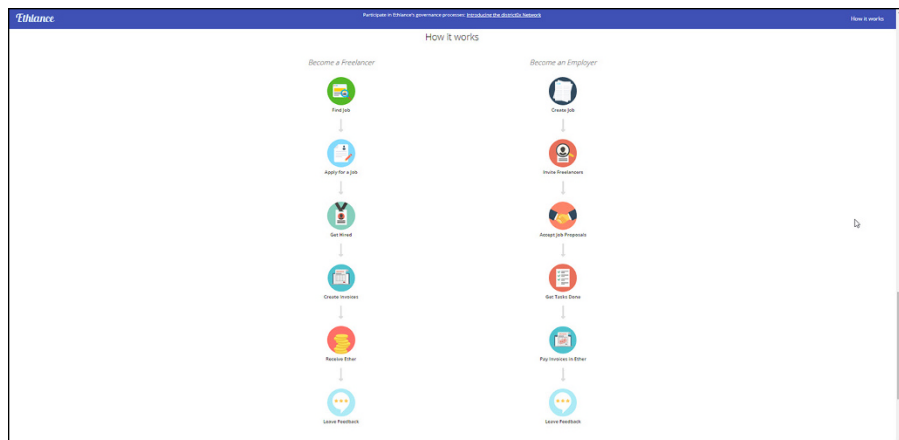 Ethlance
Participate in Ethlance's governance processes: Introducing the district0x Network
How it works
How it works
Become a Freelancer
Find Job
Apply for a Job
Get Hired
Create Invoices
Receive Ether
Leave Feedback
Become an Employer
Create Job
Invite Freelancers
Accept Job Proposals
Get Tasks Done
Pay Invoices in Ether
Leave Feedback